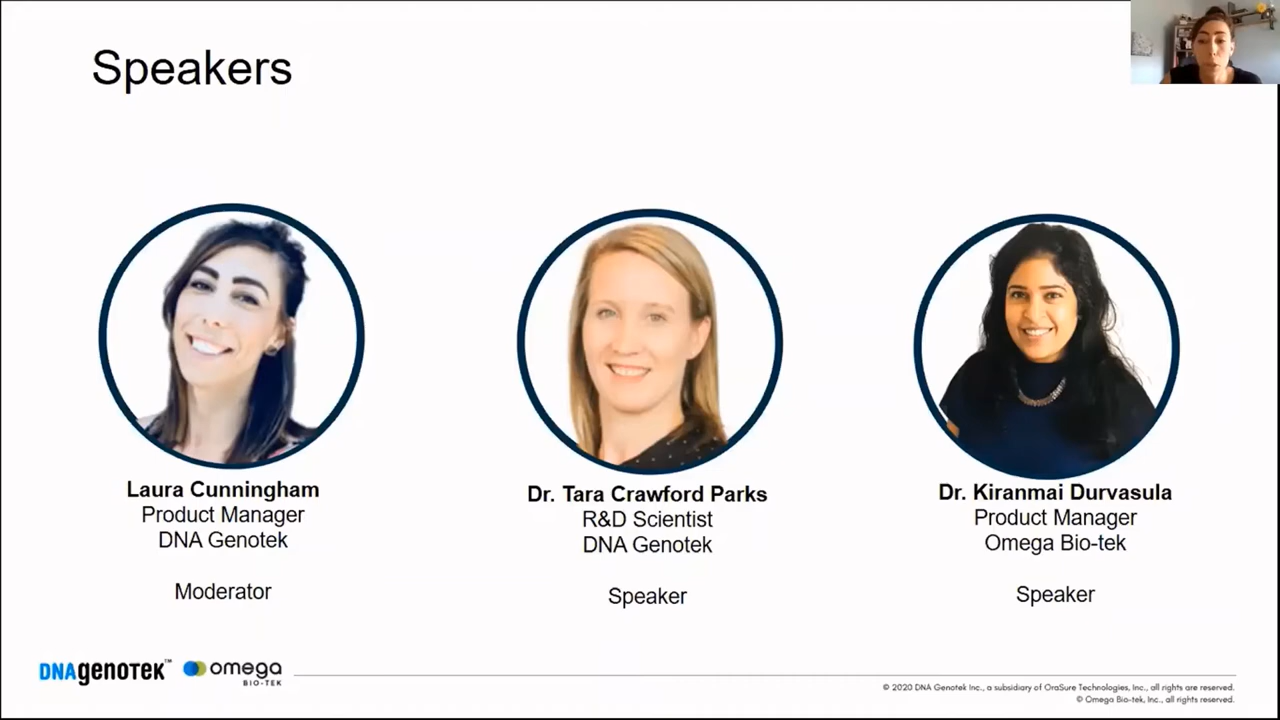 Speakers
Laura Cunningham
Product Manager
DNA Genotek
Moderator
Dr. Tara Crawford Parks
R&D Scientist
DNA Genotek
Speaker
Dr. Kiranmai Durvasula
Product Manager
Omega Bio-tek
Speaker
DNAgenotek™
omega
BIO-TEK
© 2020 DNA Genotek Inc., a subsidiary of OraSure Technologies, Inc., all rights are reserved.
© Omega Bio-tek, Inc., all rights reserved.